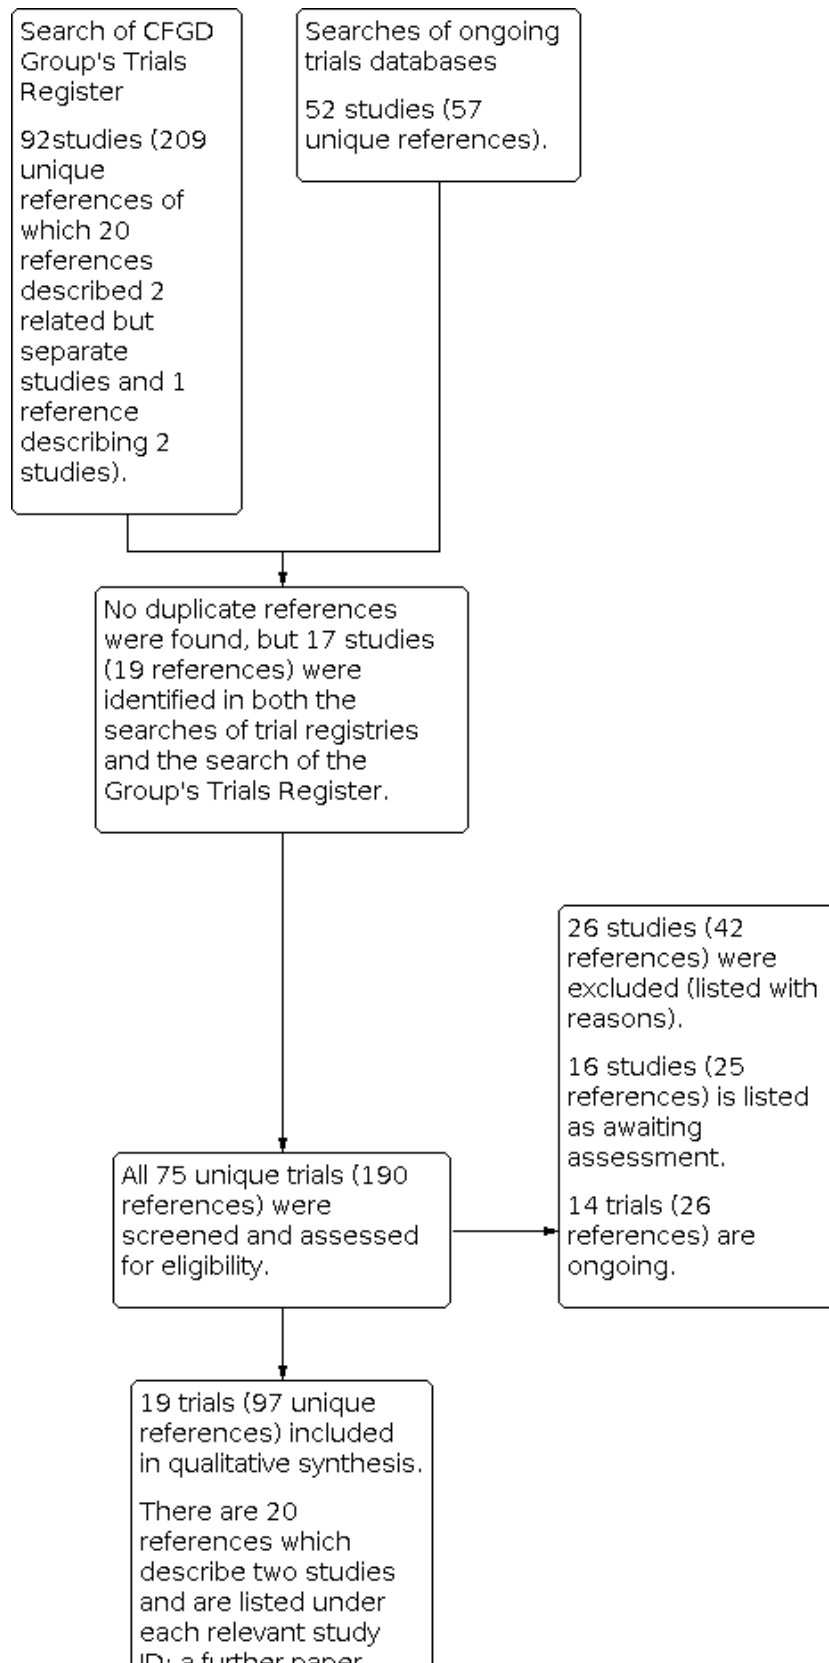 Search of CFGD
Group's Trials
Register
92studies (209
unique
references of
which 20
references
described 2
related but
separate
studies and 1
reference
describing 2
studies).
Searches of ongoing
trials databases
52 studies (57
unique references).
No duplicate references
were found, but 17 studies
(19 references) were
identified in both the
searches of trial registries
and the search of the
Group's Trials Register.
26 studies (42
references) were
excluded (listed with
reasons).
16 studies (25
references) is listed
as awaiting
assessment.
14 trials (26
references) are
ongoing.
All 75 unique trials (190
references) were
screened and assessed
for eligibility.
19 trials (97 unique
references) included
in qualitative synthesis.
There are 20
references which
describe two studies
and are listed under
each relevant study
ID; a further paper